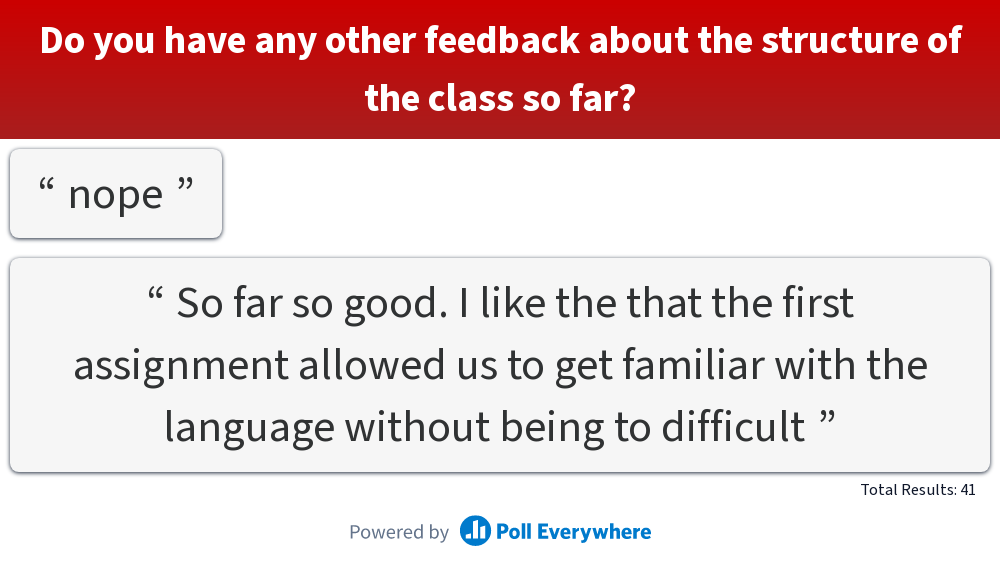 Do you have any other feedback about the structure of
the class so far?
“ nope ”
“ So far so good. I like the that the first
assignment allowed us to get familiar with the
language without being to difficult ”
Total Results: 41
Powered by Poll Everywhere